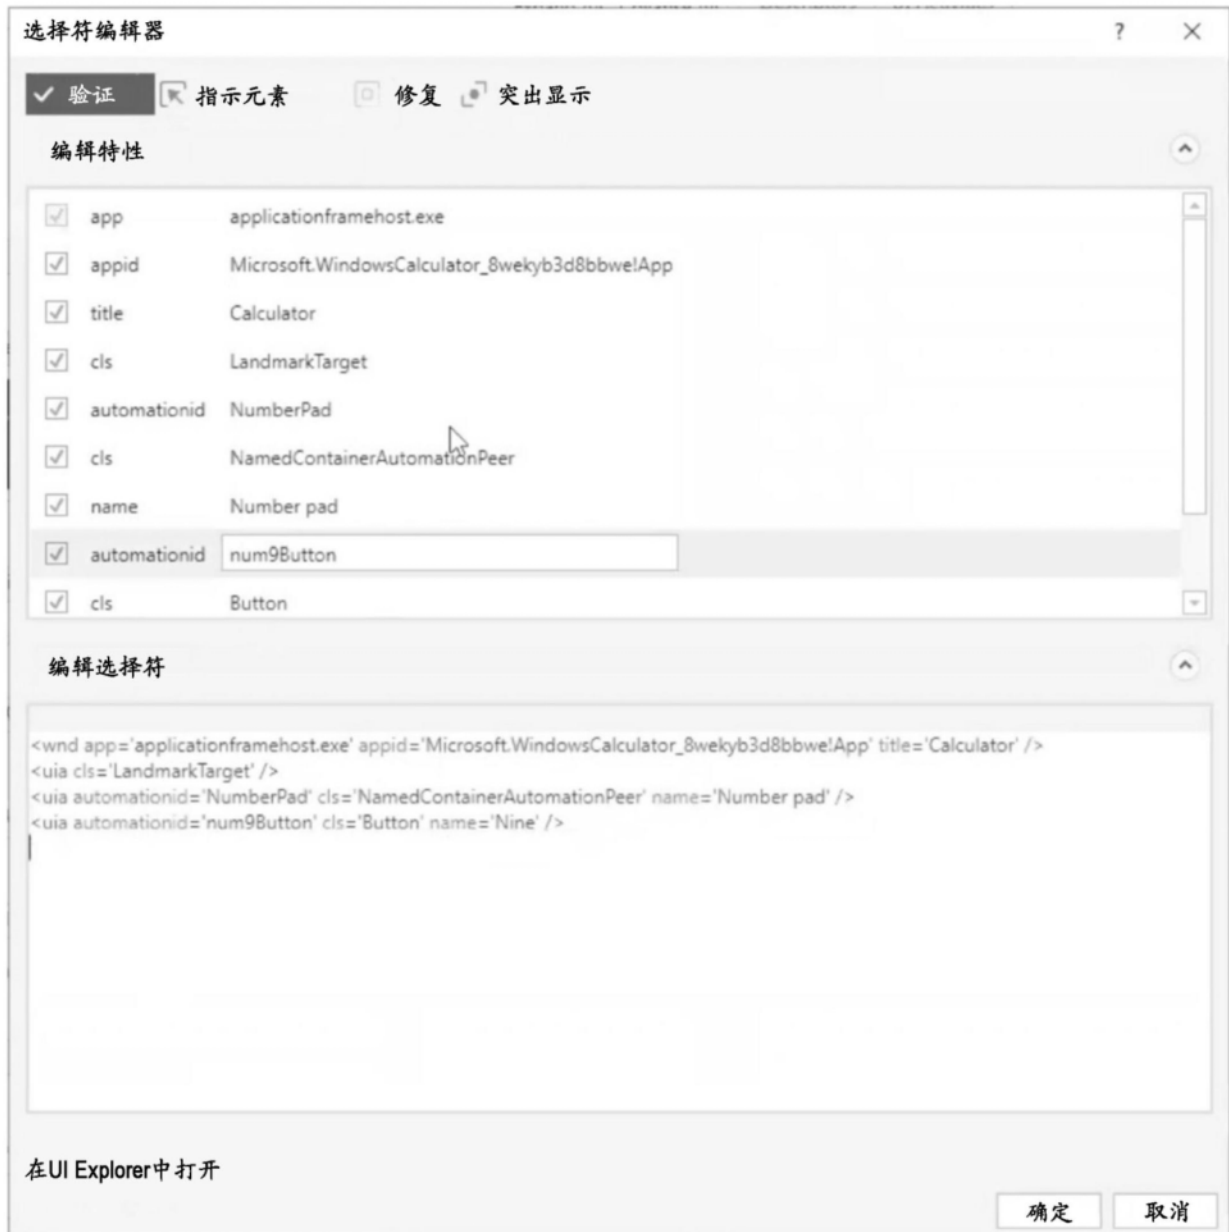 选择符编辑器 ?
验证 指示元素 修复 突出显示
编辑特性
app applicationframehost.exe
appid Microsoft.WindowsCalculator_8wekyb3d8bbwe!App
title Calculator
cls LandmarkTarget
automationid NumberPad
cls NamedContainerAutomationPeer
name Number pad
automationid num9Button
cls Button
编辑选择符
<wnd app='applicationframehost.exe' appid='Microsoft.WindowsCalculator_8wekyb3d8bbwe!App' title='Calculator' />
<uia cls='LandmarkTarget' />
<uia automationid='NumberPad' cls='NamedContainerAutomationPeer' name='Number pad' />
<uia automationid='num9Button' cls='Button' name='Nine' />
在UI Explorer中打开
确定 取消